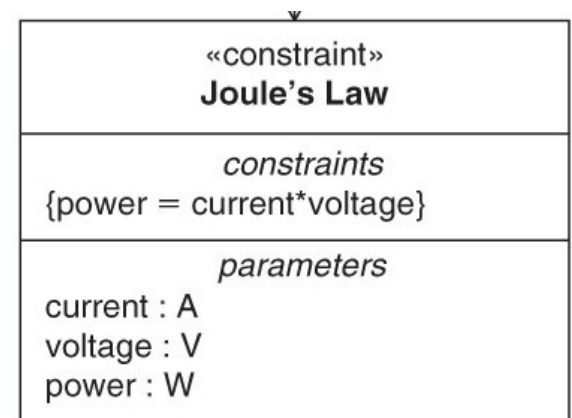 «constraint»
Joule’s Law
constraints
{power = current*voltage}
parameters
current : A
voltage : V
power : W